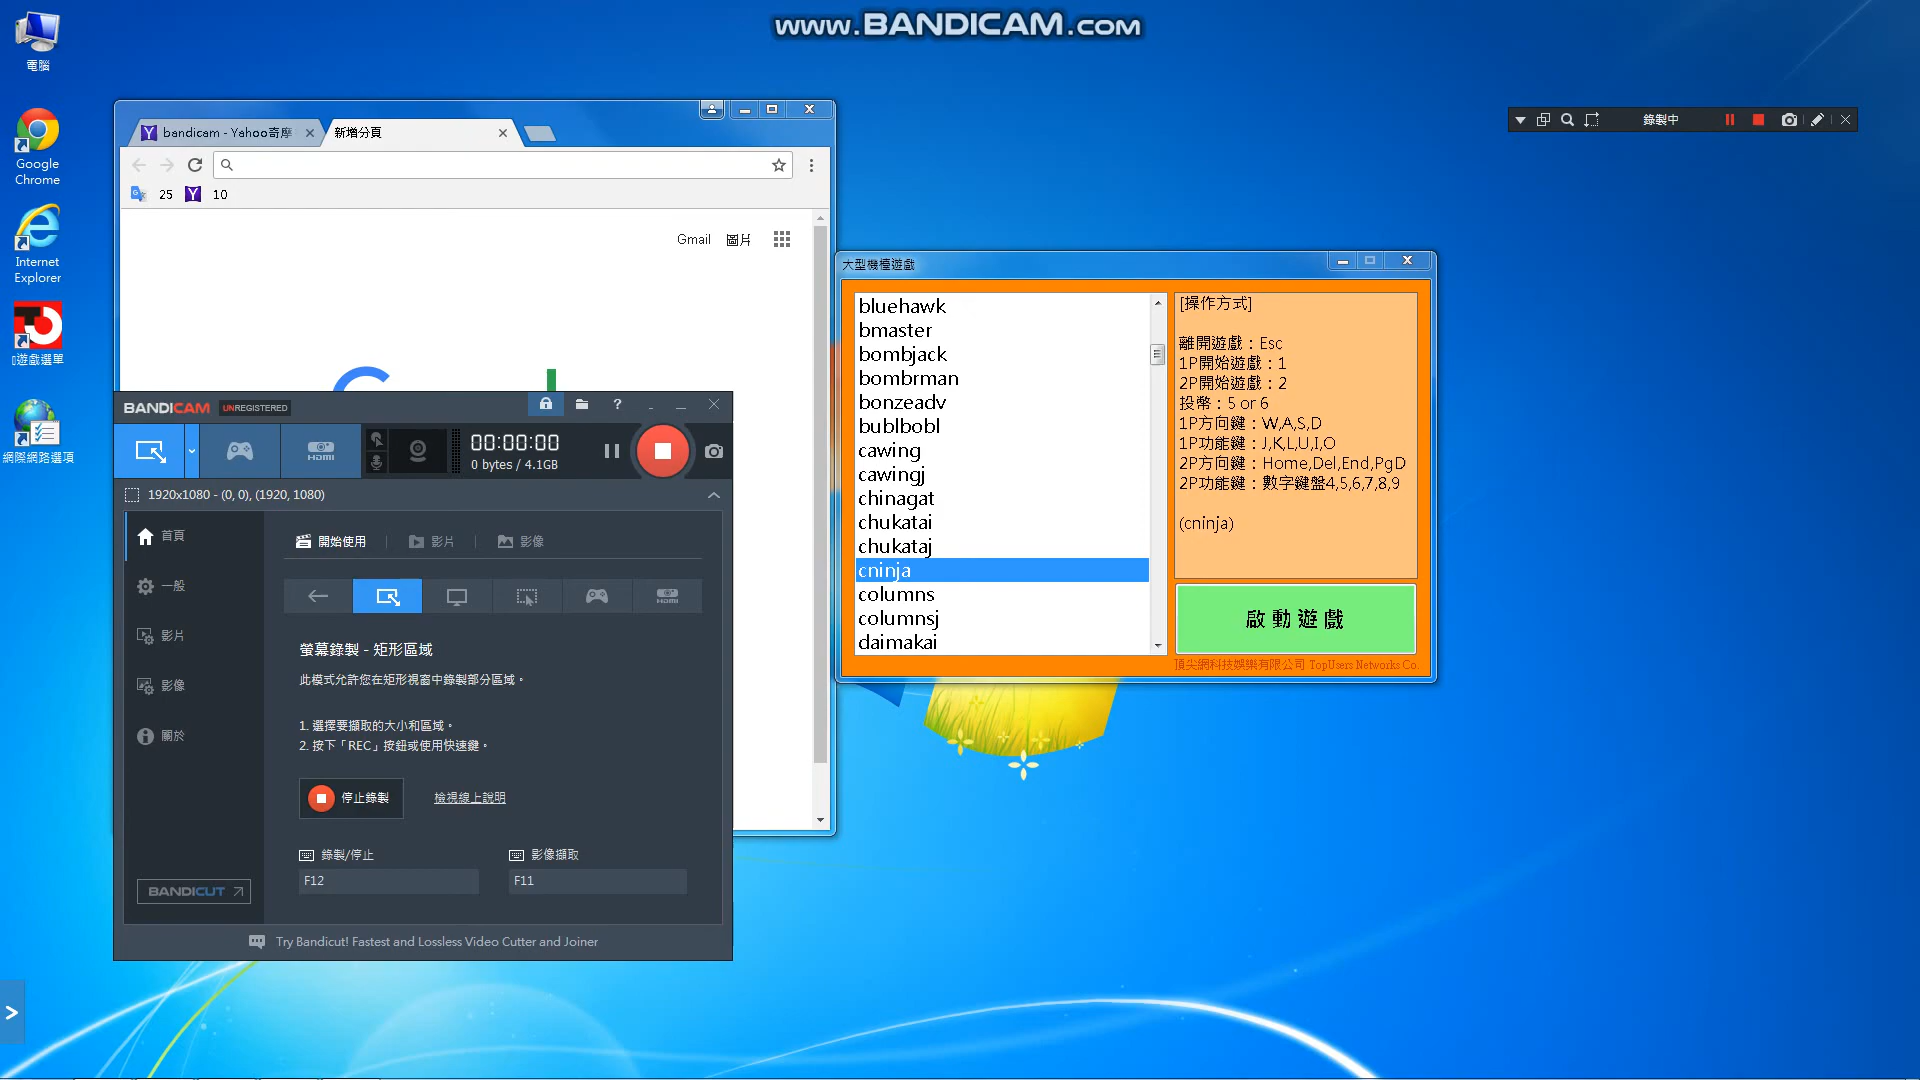 www.BANDICAM.com
電腦
Google
Chrome
Internet
Explorer
遊戲選單
網際網路選項
bandicam - Yahoo奇摩
新增分頁
25
10
Gmail
圖片
錄製中
大型機檯遊戲
bluehawk
bmaster
bombjack
bombrman
bonzeadv
bublbobl
cawing
cawingj
chinagat
chukatai
chukataj
cninja
columns
columnsj
daimakai
[操作方式]
離開遊戲：Esc
1P開始遊戲：1
2P開始遊戲：2
投幣：5 or 6
1P方向鍵：W,A,S,D
1P功能鍵：J,K,L,U,I,O
2P方向鍵：Home,Del,End,PgD
2P功能鍵：數字鍵盤4,5,6,7,8,9
(cninja)
啟 動 遊 戲
頂尖網科技娛樂有限公司 TopUsers Networks Co.
BANDICAM
UNREGISTERED
HDMI
00:00:00
0 bytes / 4.1GB
1920x1080 - (0, 0), (1920, 1080)
首頁
一般
影片
影像
關於
BANDICUT
開始使用
影片
影像
HDMI
螢幕錄製 - 矩形區域
此模式允許您在矩形視窗中錄製部分區域。
1. 選擇要擷取的大小和區域。
2. 按下「REC」按鈕或使用快速鍵。
停止錄製
檢視線上說明
錄製/停止
F12
影像擷取
F11
Try Bandicut! Fastest and Lossless Video Cutter and Joiner